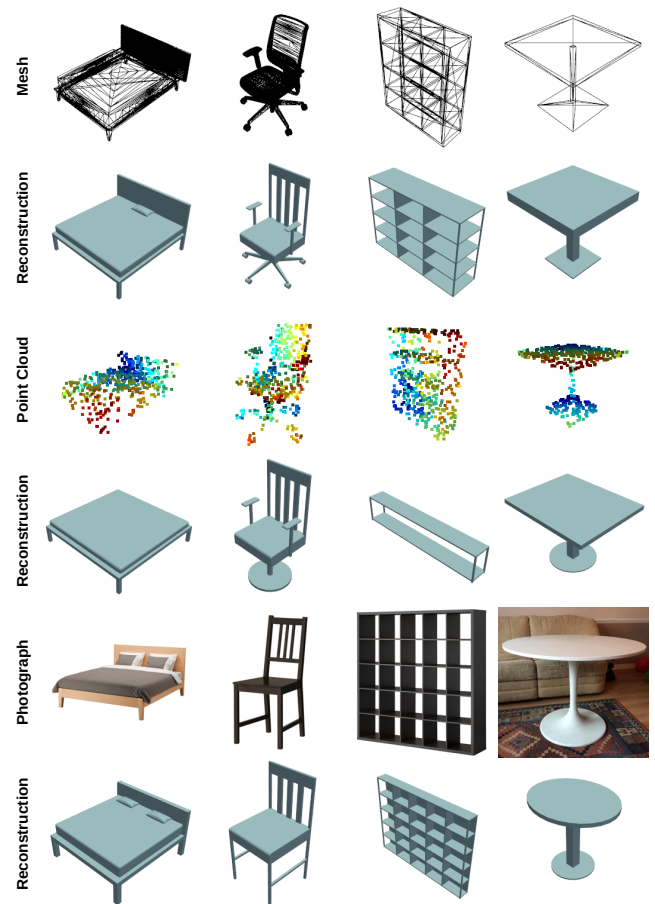 Mesh
Reconstruction
Point Cloud
Reconstruction
Photograph
Reconstruction